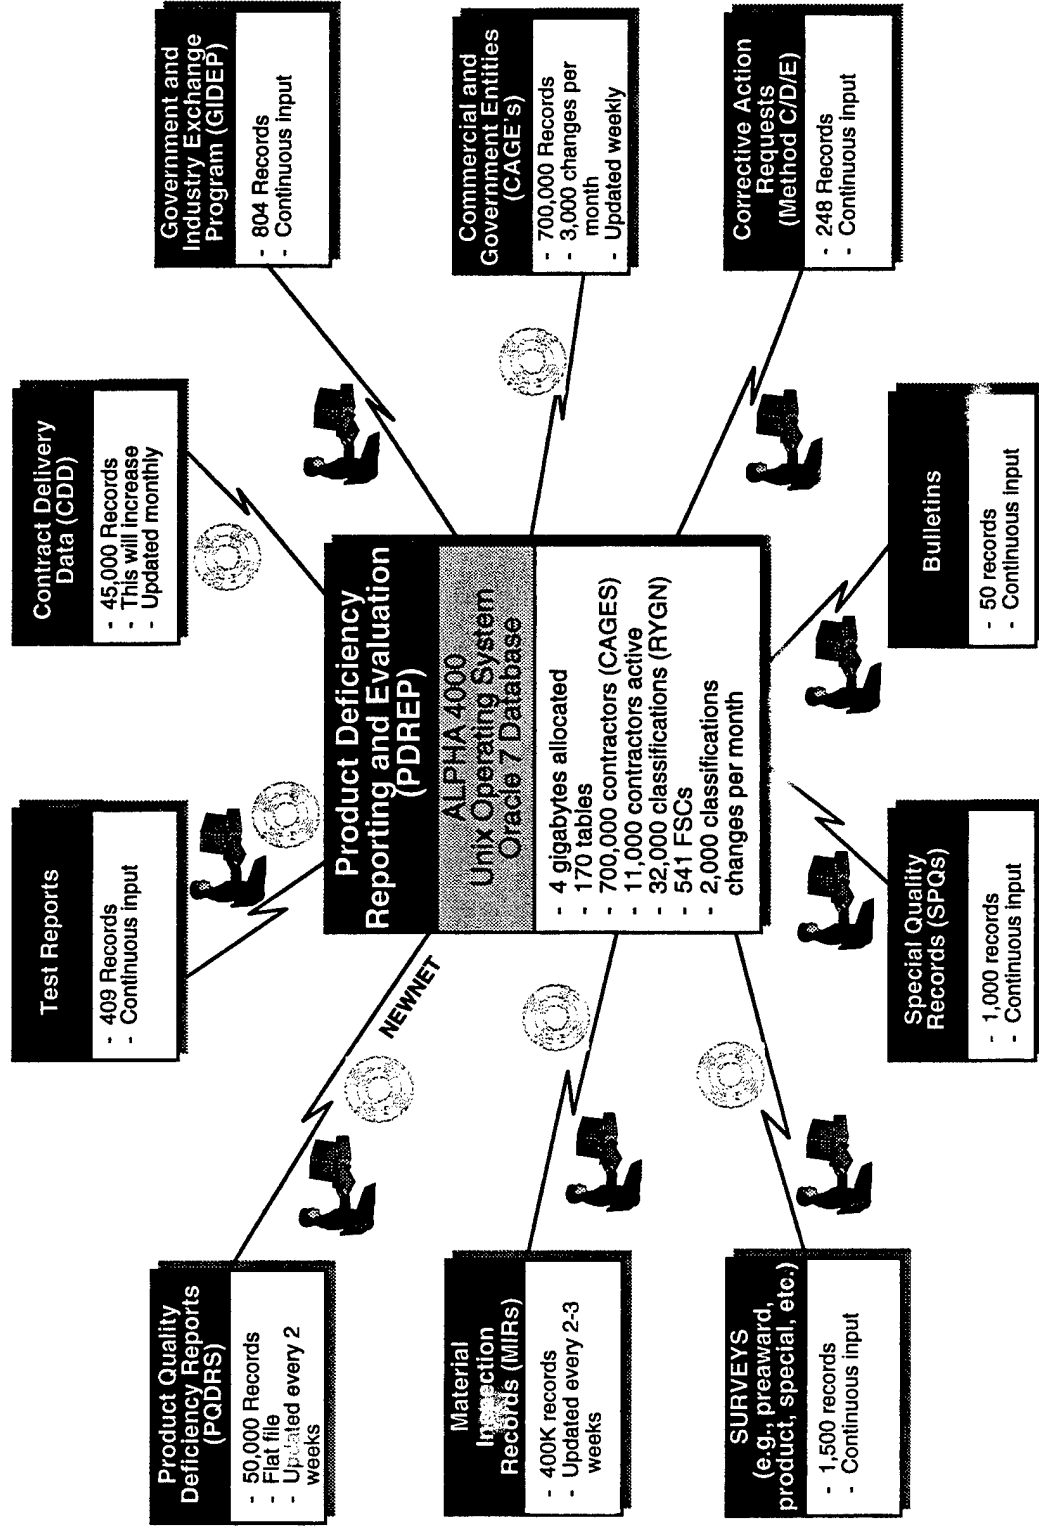 Product Quality
Deficiency Reports
(PQDRS)
- 50,000 Records
- Flat file
- Updated every 2
weeks
Test Reports
- 409 Records
- Continuous input
Contract Delivery
Data (CDD)
- 45,000 Records
- This will increase
- Updated monthly
Government and
Industry Exchange
Program (GIDEP)
- 804 Records
- Continuous input
NEWNET
Material
Inspection
Records (MIRs)
- 400K records
- Updated every 2-3
weeks
Product Deficiency
Reporting and Evaluation
(PDREP)
ALPHA 4000
Unix Operating System
Oracle 7 Database
- 4 gigabytes allocated
- 170 tables
- 700,000 contractors (CAGES)
- 11,000 contractors active
- 32,000 classifications (RYGN)
- 541 FSCs
- 2,000 classifications
changes per month
Commercial and
Government Entities
(CAGE's)
- 700,000 Records
- 3,000 changes per
month
- Updated weekly
SURVEYS
(e.g., preaward,
product, special, etc.)
- 1,500 records
- Continuous input
Special Quality
Records (SPQs)
- 1,000 records
- Continuous input
Bulletins
- 50 records
- Continuous input
Corrective Action
Requests
(Method C/D/E)
- 248 Records
- Continuous input